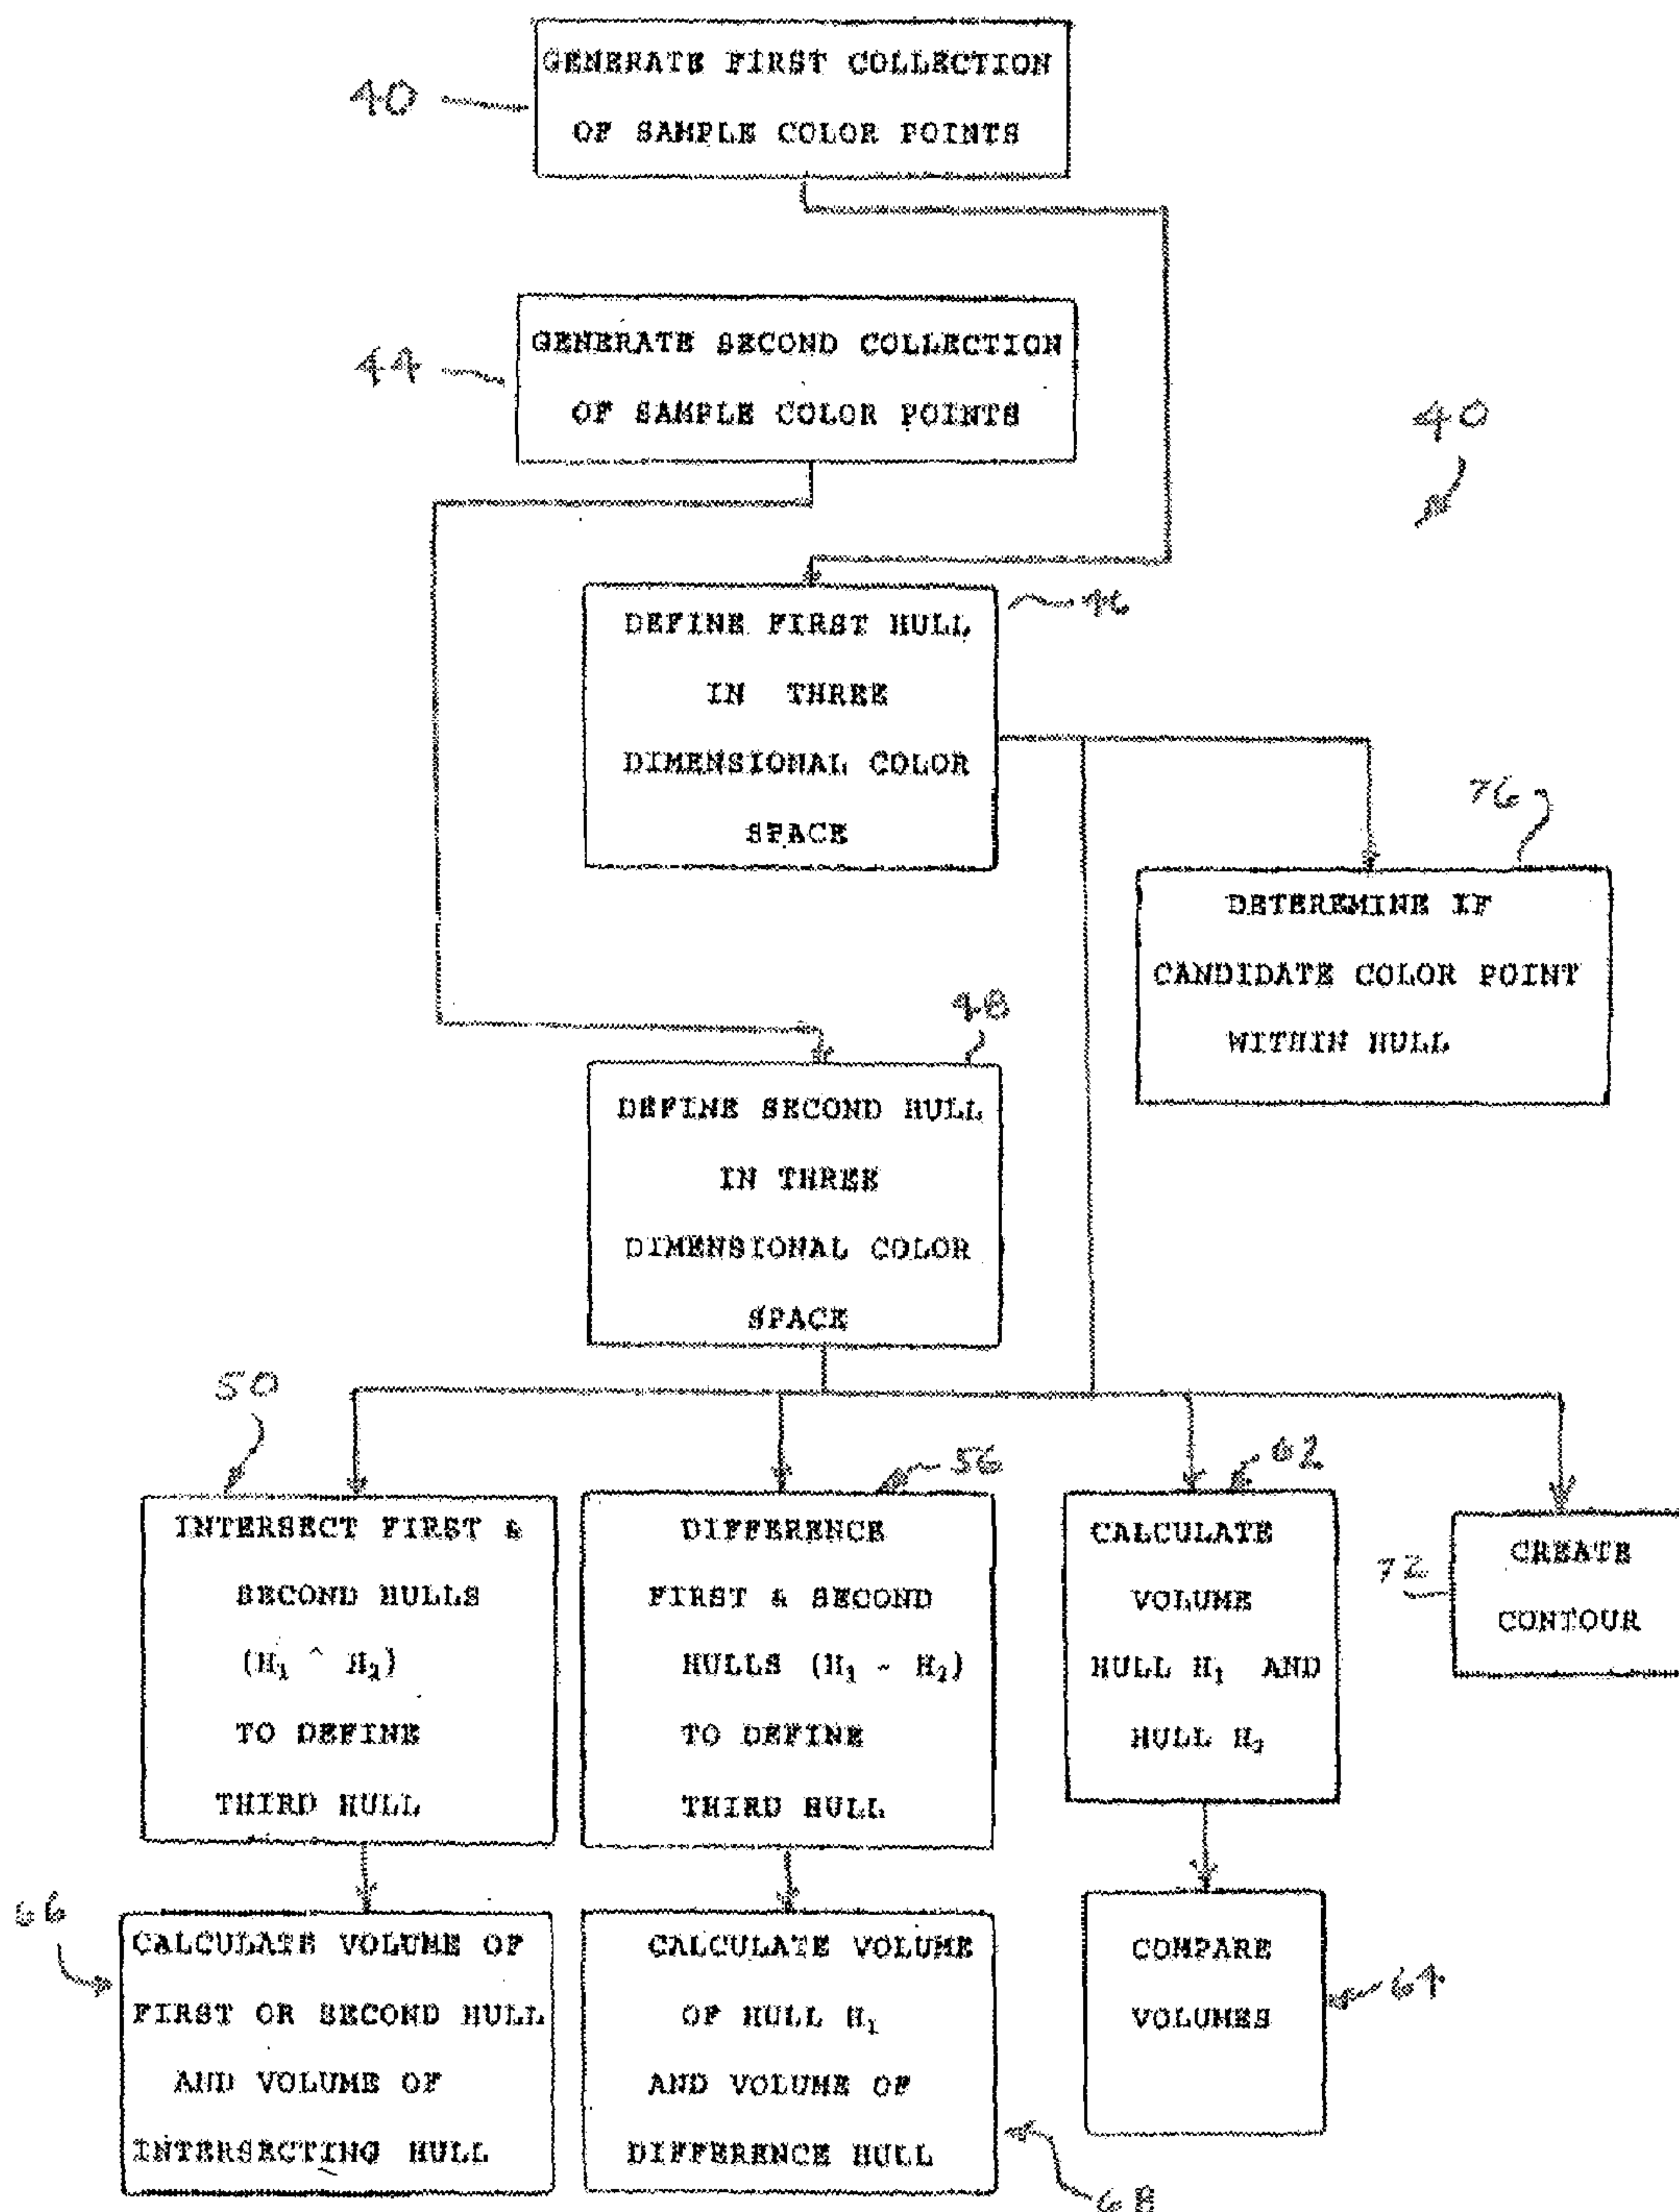 GENERATE FIRST COLLECTION
OF SAMPLE COLOR POINTS
40
GENERATE SECOND COLLECTION
OF SAMPLE COLOR POINTS
44
40
DEFINE FIRST HULL
IN THREE
DIMENSIONAL COLOR
SPACE
46
76
DETEREMINE IF
CANDIDATE COLOR POINT
WITHIN HULL
48
DEFINE SECOND HULL
IN THREE
DIMENSIONAL COLOR
SPACE
50
INTERSECT FIRST &
SECOND HULLS
(H₁ ^ H₂)
TO DEFINE
THIRD HULL
56
DIFFERENCE
FIRST & SECOND
HULLS (H₁ - H₂)
TO DEFINE
THIRD HULL
62
CALCULATE
VOLUME
HULL H₁ AND
HULL H₂
72
CREATE
CONTOUR
66
CALCULATE VOLUME OF
FIRST OR SECOND HULL
AND VOLUME OF
INTERSECTING HULL
CALCULATE VOLUME
OF HULL H₁
AND VOLUME OF
DIFFERENCE HULL
68
COMPARE
VOLUMES
64